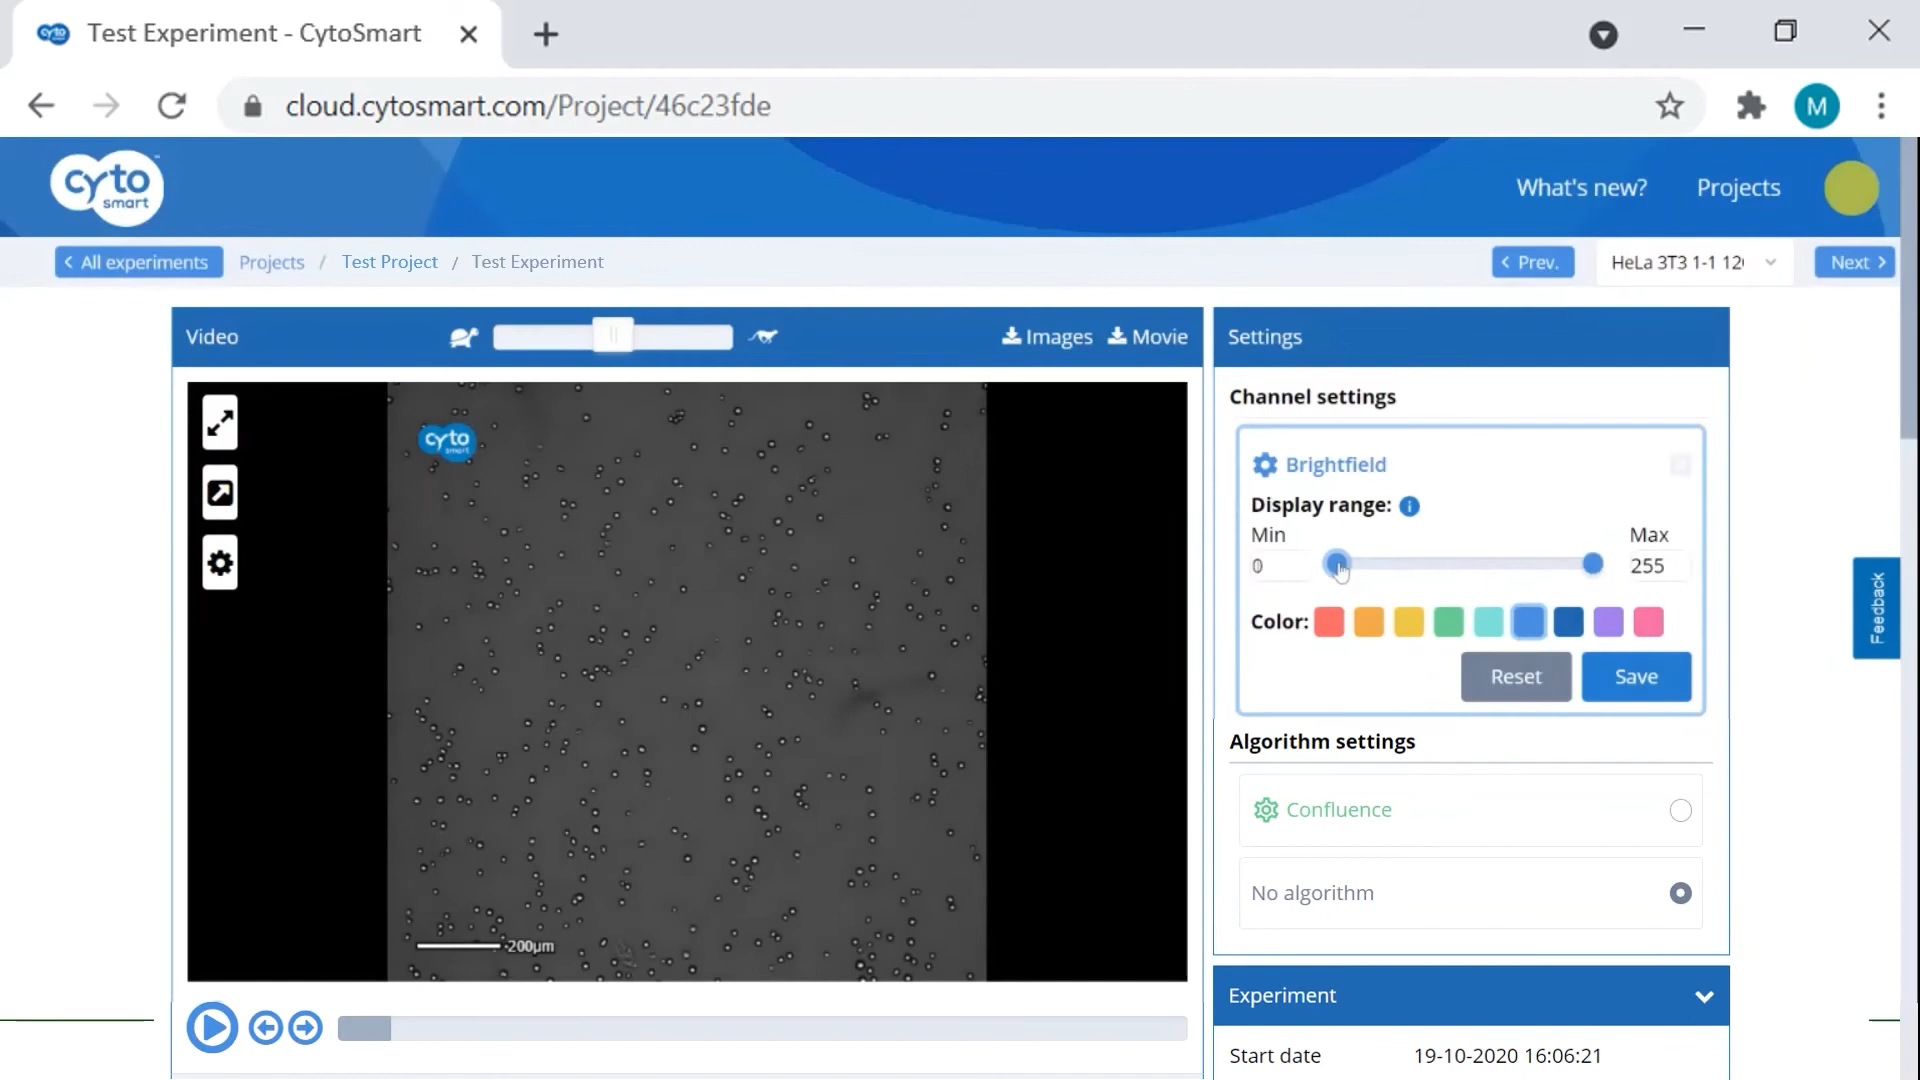 Test Experiment - CytoSmart
cloud.cytosmart.com/Project/46c23fde
M
cyto smart
What's new?
Projects
All experiments
Projects / Test Project / Test Experiment
Prev.
HeLa 3T3 1-1 12
Next
Video
Images
Movie
Settings
cyto smart
Channel settings
Brightfield
Display range:
Min
Max
0
255
Color:
Reset
Save
Feedback
Algorithm settings
Confluence
No algorithm
200µm
Experiment
Start date
19-10-2020 16:06:21